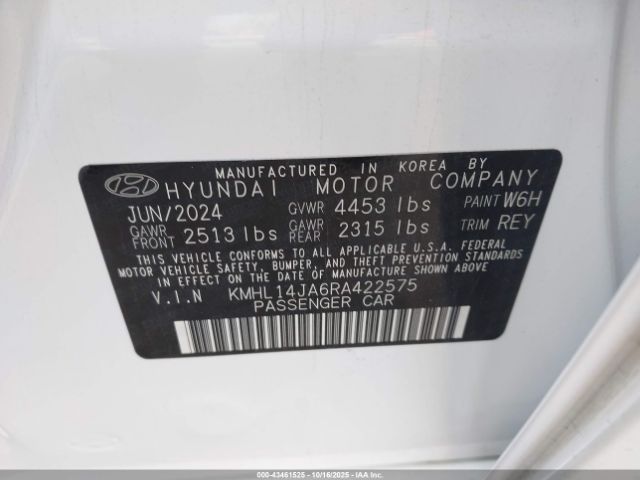 MANUFACTURED IN KOREA BY
HYUNDAI MOTOR COMPANY
JUN/2024 GVWR 4453 lbs PAINT W6H
GAWR FRONT 2513 lbs GAWR REAR 2315 lbs TRIM REY
THIS VEHICLE CONFORMS TO ALL APPLICABLE U.S.A. FEDERAL
MOTOR VEHICLE SAFETY, BUMPER, AND THEFT PREVENTION STANDARDS
IN EFFECT ON THE DATE OF MANUFACTURE SHOWN ABOVE.
V.I.N KMHL14JA6RA422575
PASSENGER CAR
000-43461525 - 10/16/2025 - IAAI.COM